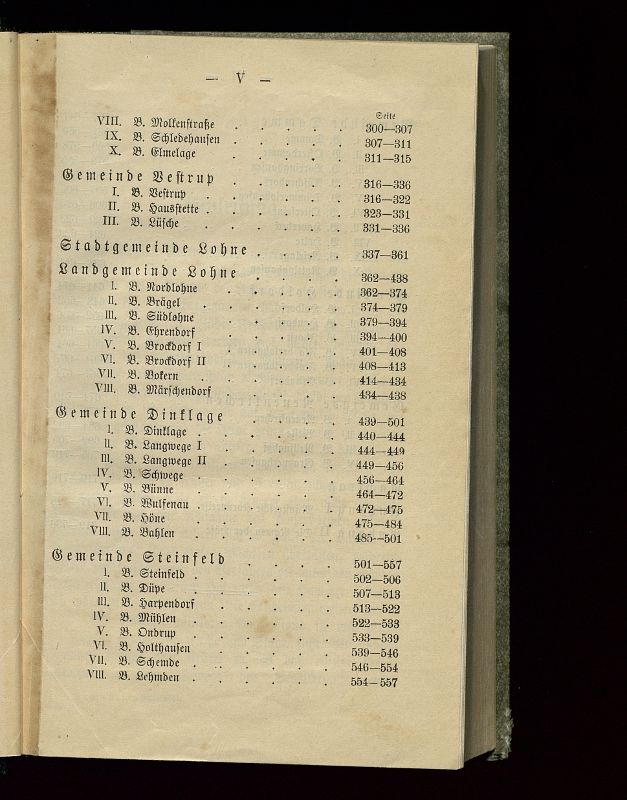 — V —
Seite
VIII. B. Molkenstraße . . . . . 300—307
IX. B. Schledehausen . . . . . 307—311
X. B. Elmelage . . . . . 311—315
Gemeinde Vestrup . . . . . 316—336
I. B. Vestrup . . . . . 316—322
II. B. Hausstette . . . . . . 323—331
III. B. Lüsche . . . . . . 331—336
Stadtgemeinde Lohne . . . . 337—361
Landgemeinde Lohne . . . . 362—438
I. B. Nordlohne . . . . . 362—374
II. B. Brägel . . . . . . 374—379
III. B. Südlohne . . . . . 379—394
IV. B. Ehrendorf . . . . . 394—400
V. B. Brockdorf I . . . . . 401—408
VI. B. Brockdorf II . . . . . 408—413
VII. B. Bokern . . . . . . 414—434
VIII. B. Märschendorf . . . . . 434—438
Gemeinde Dinklage . . . . . 439—501
I. B. Dinklage . . . . . . 440—444
II. B. Langwege I . . . . . 444—449
III. B. Langwege II . . . . . 449—456
IV. B. Schwege . . . . . . 456—464
V. B. Bünne . . . . . . 464—472
VI. B. Wulfenau . . . . . . 472—475
VII. B. Höne . . . . . . 475—484
VIII. B. Bahlen . . . . . . 485—501
Gemeinde Steinfeld . . . . . 501—557
I. B. Steinfeld . . . . . . 502—506
II. B. Düpe . . . . . . 507—513
III. B. Harpendorf . . . . . . 513—522
IV. B. Mühlen . . . . . . 522—533
V. B. Ondrup . . . . . . 533—539
VI. B. Holthausen . . . . . . 539—546
VII. B. Schemde . . . . . . 546—554
VIII. B. Lehmden . . . . . . 554—557